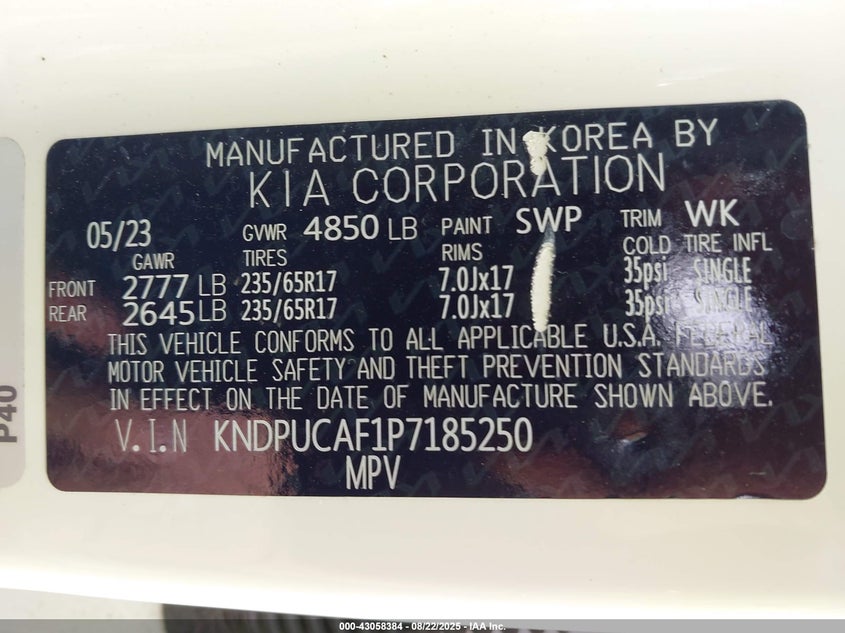 MANUFACTURED IN KOREA BY
KIA CORPORATION
05/23 GVWR 4850 LB PAINT SWP TRIM WK
GAWR TIRES RIMS COLD TIRE INFL
FRONT 2777 LB 235/65R17 7.0Jx17 35psi SINGLE
REAR 2645 LB 235/65R17 7.0Jx17 35psi SINGLE
THIS VEHICLE CONFORMS TO ALL APPLICABLE U.S.A. FEDERAL
MOTOR VEHICLE SAFETY AND THEFT PREVENTION STANDARDS
IN EFFECT ON THE DATE OF MANUFACTURE SHOWN ABOVE.
V.I.N KNDPUCAF1P7185250
MPV
P40
000-43058384 - 08/22/2025 - IAA Inc.